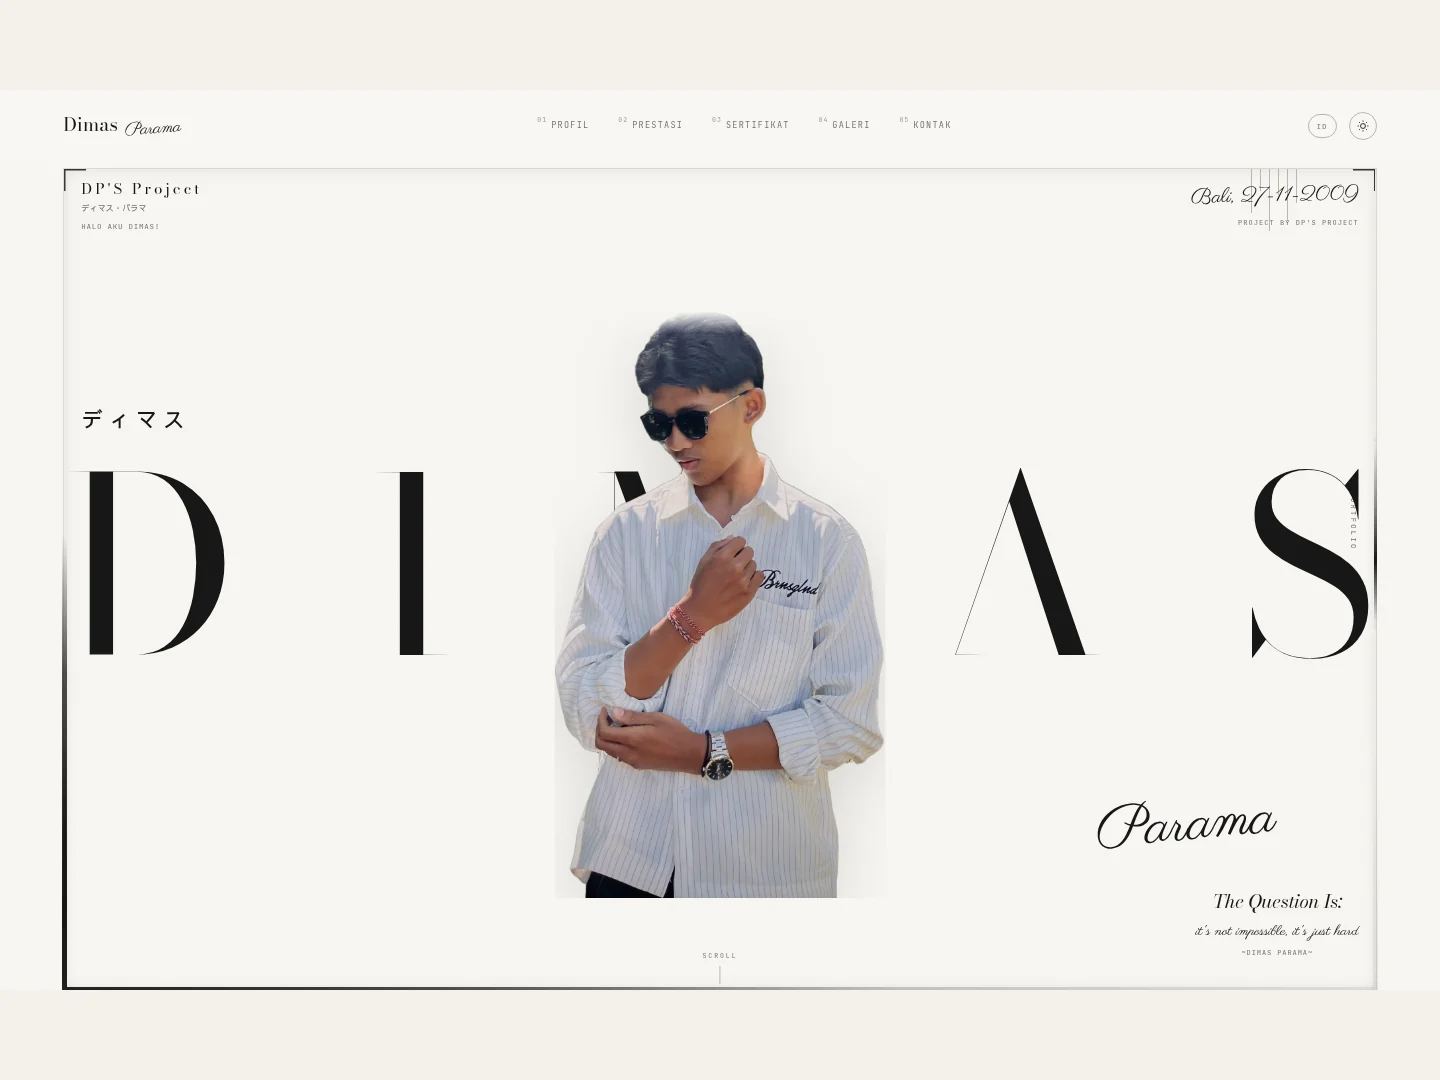 Dimas Parama
01 PROFIL
02 PRESTASI
03 SERTIFIKAT
04 GALERI
05 KONTAK
ID
DP'S Project
ディマス・パラマ
HALO AKU DIMAS!
Bali, 27-11-2009
PROJECT BY DP'S PROJECT
ディマス
DIMAS
Brnsglnd
Parama
The Question Is:
it's not impossible, it's just hard
~DIMAS PARAMA~
SCROLL